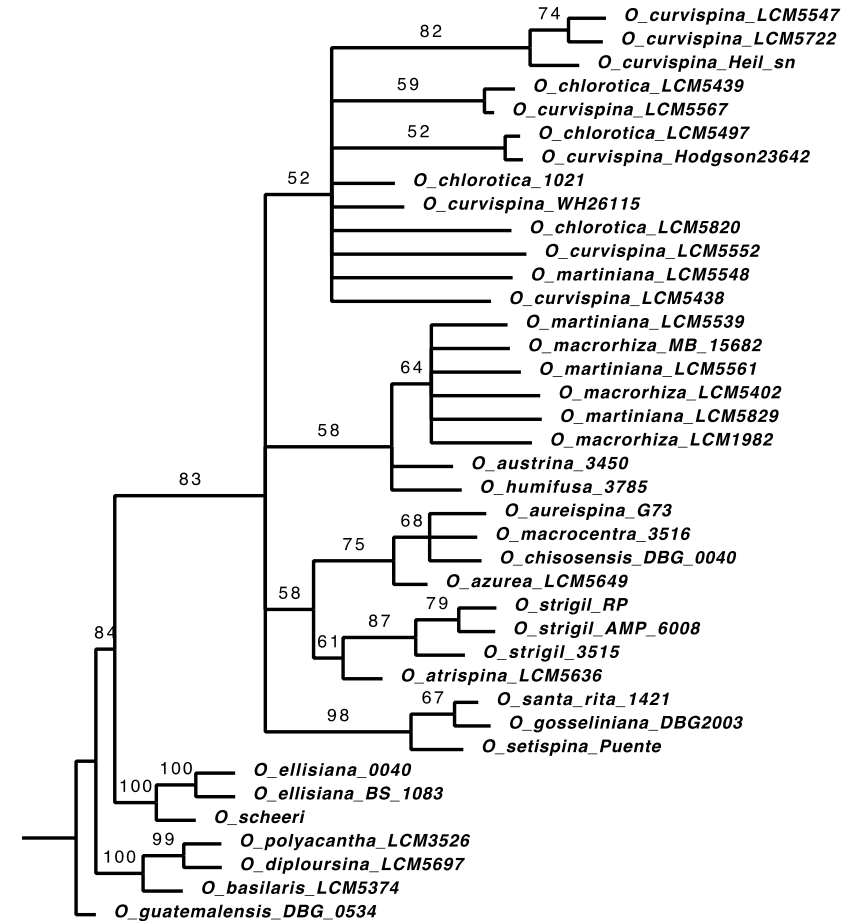 74
O_curvispina_LCM5547
82
O_curvispina_LCM5722
O_curvispina_Heil_sn
59
O_chlorotica_LCM5439
O_curvispina_LCM5567
52
O_chlorotica_LCM5497
O_curvispina_Hodgson23642
52
O_chlorotica_1021
O_curvispina_WH26115
O_chlorotica_LCM5820
O_curvispina_LCM5552
O_martiniana_LCM5548
O_curvispina_LCM5438
O_martiniana_LCM5539
O_macrorhiza_MB_15682
64
O_martiniana_LCM5561
O_macrorhiza_LCM5402
O_martiniana_LCM5829
58
O_macrorhiza_LCM1982
O_austrina_3450
83
O_humifusa_3785
O_aureispina_G73
68
O_macrocentra_3516
75
O_chisosensis_DBG_0040
O_azurea_LCM5649
58
79
O_strigil_RP
87
O_strigil_AMP_6008
84
61
O_strigil_3515
O_atrispina_LCM5636
67
O_santa_rita_1421
98
O_gosseliniana_DBG2003
O_setispina_Puente
100
O_ellisiana_0040
100
O_ellisiana_BS_1083
O_scheeri
99
O_polyacantha_LCM3526
100
O_diploursina_LCM5697
O_basilaris_LCM5374
O_guatemalensis_DBG_0534